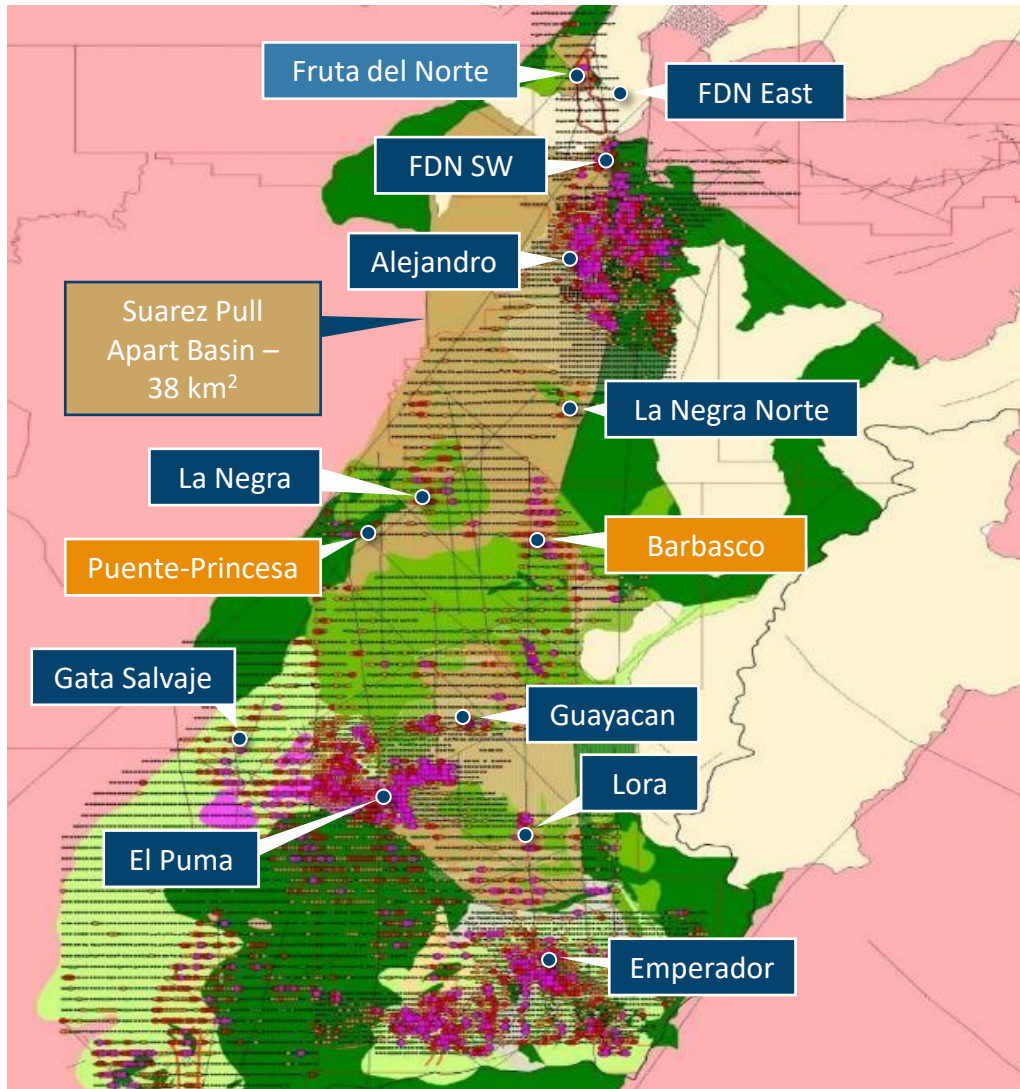 Fruta del Norte
FDN East
FDN SW
Alejandro
Suarez Pull
Apart Basin –
38 km²
La Negra Norte
La Negra
Puente-Princesa
Barbasco
Gata Salvaje
Guayacan
Lora
El Puma
Emperador